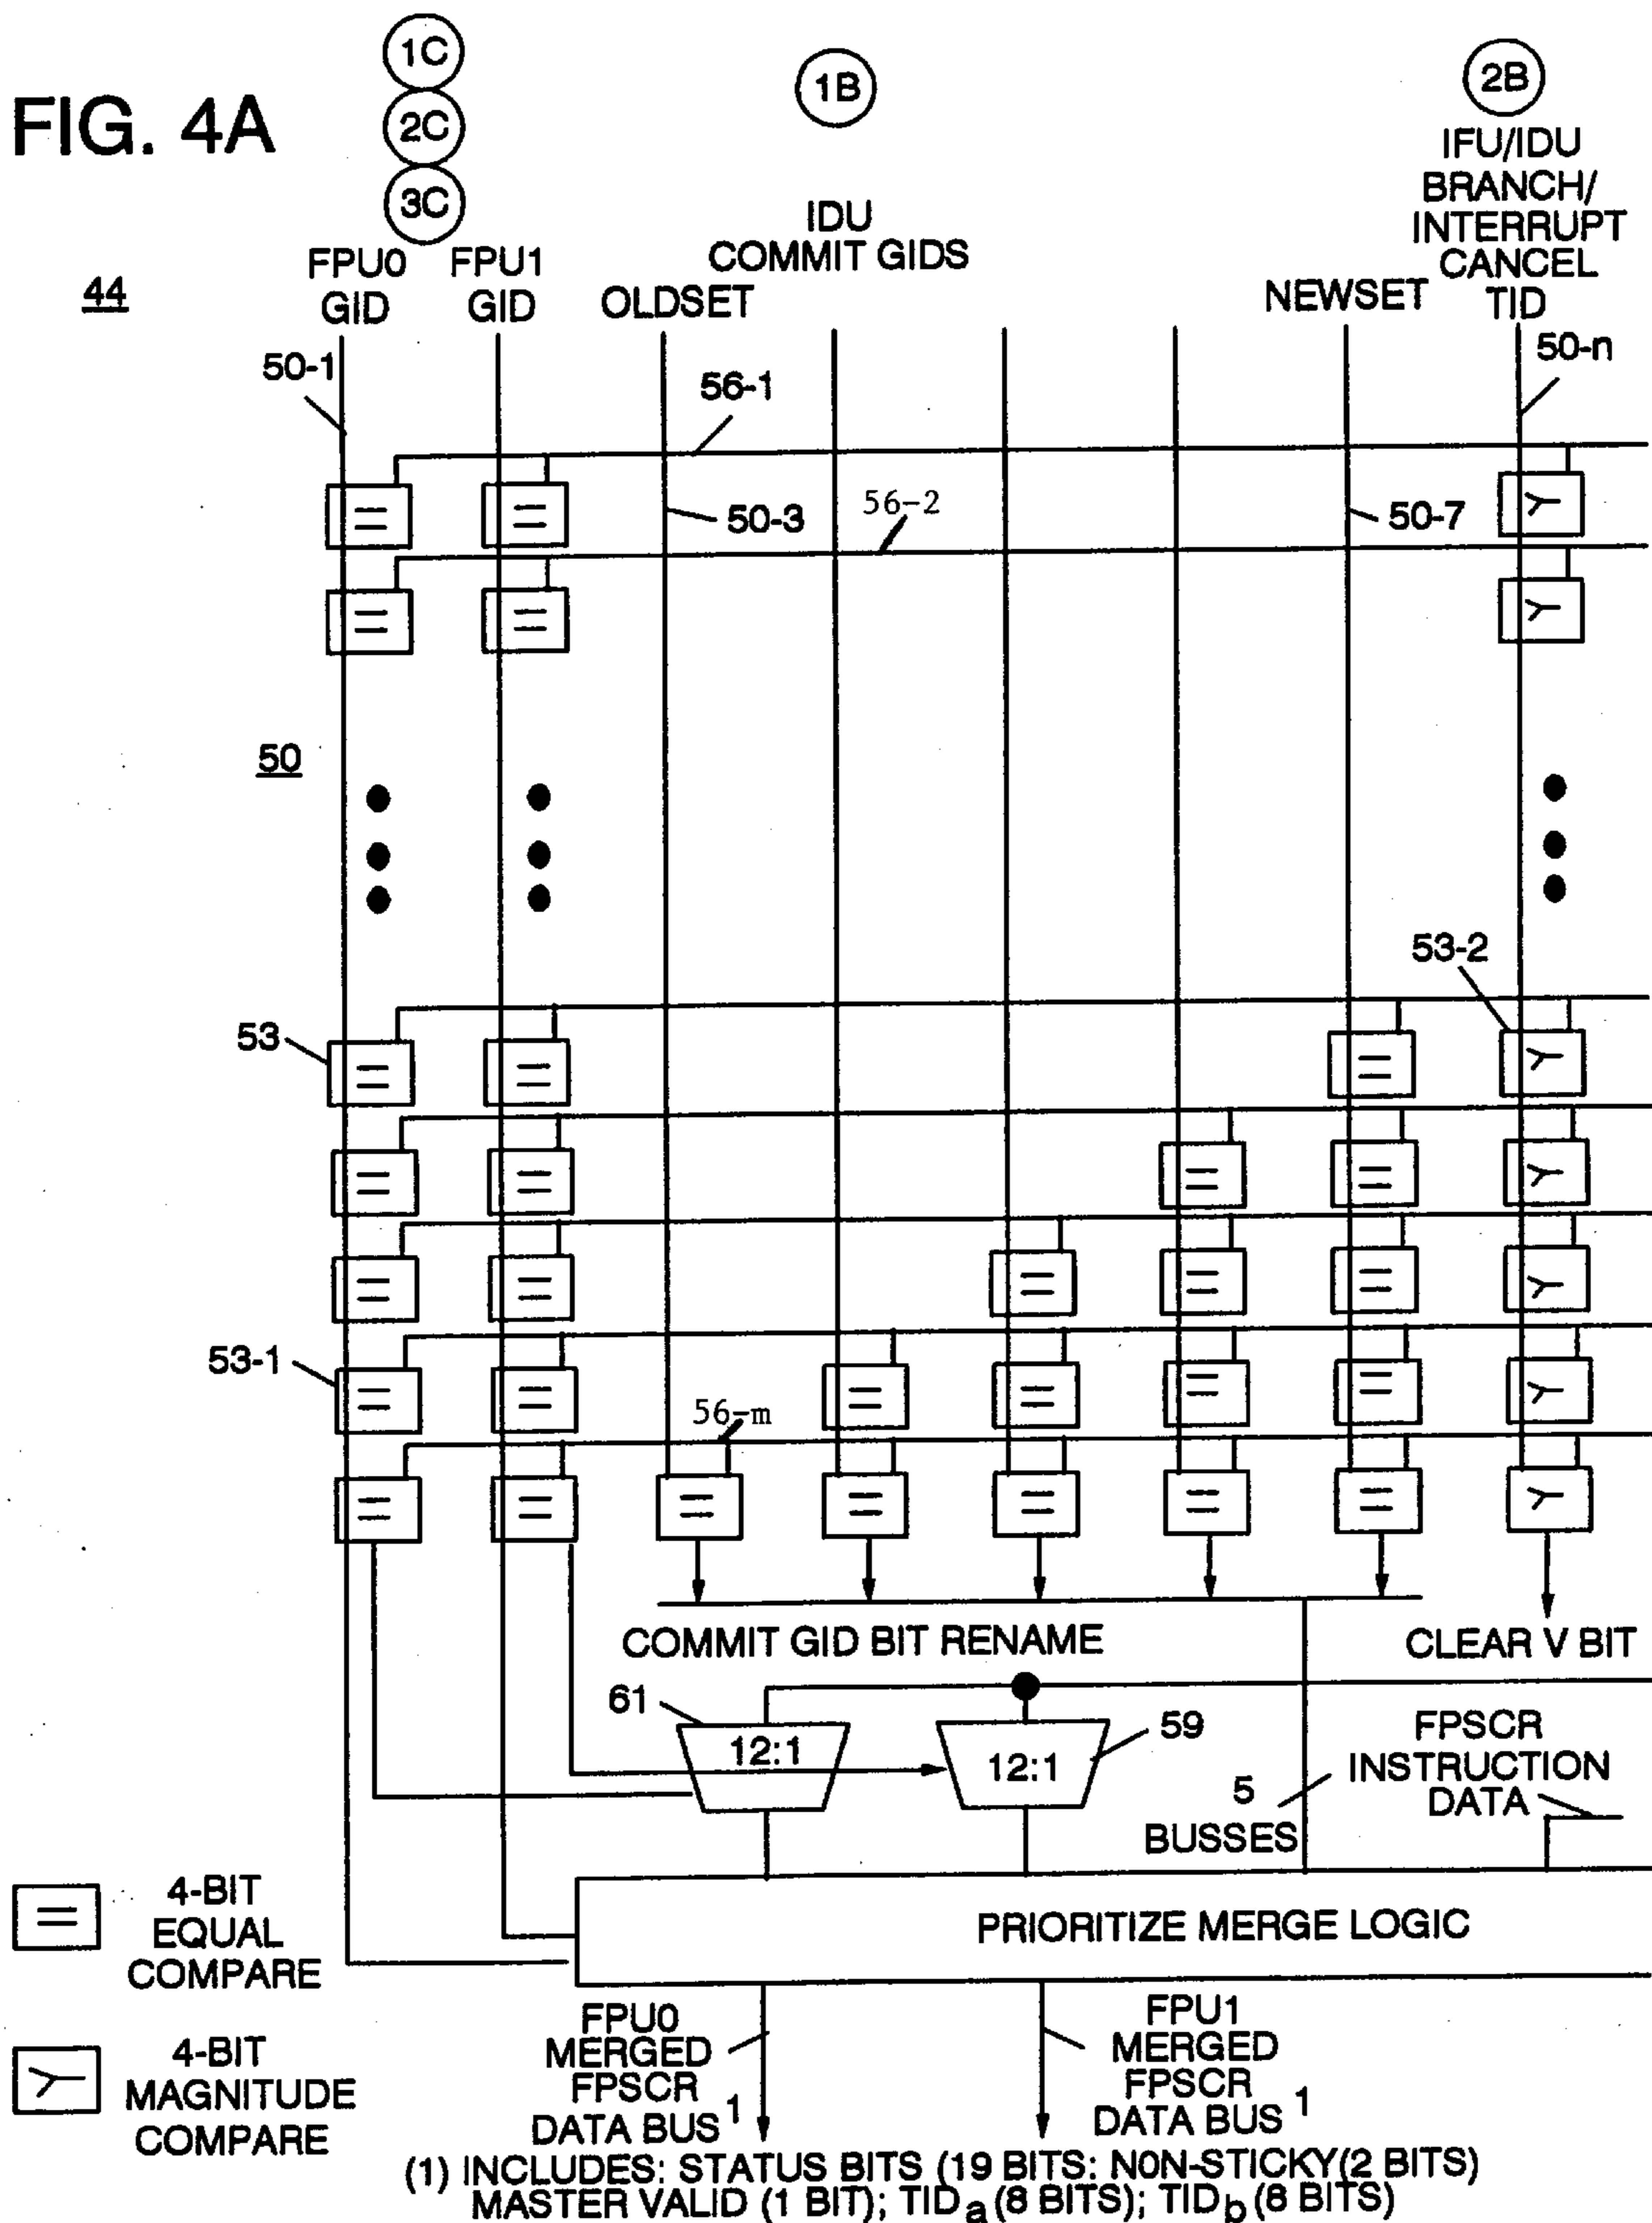 FIG. 4A
1C
2C
3C
1B
2B
44
FPU0
GID
FPU1
GID
OLDSET
IDU
COMMIT GIDS
NEWSET
IFU/IDU
BRANCH/
INTERRUPT
CANCEL
TID
50-1
56-1
50-n
=
=
Y
50-3
56-2
50-7
=
=
Y
50
53-2
53
=
=
=
Y
=
=
=
=
Y
=
=
=
=
=
Y
53-1
=
=
=
=
=
=
Y
56-m
=
=
=
=
=
=
=
Y
COMMIT GID BIT RENAME
CLEAR V BIT
61
12:1
12:1
59
5
BUSSES
FPSCR
INSTRUCTION
DATA
=
4-BIT
EQUAL
COMPARE
PRIORITIZE MERGE LOGIC
Y
4-BIT
MAGNITUDE
COMPARE
FPU0
MERGED
FPSCR
DATA BUS 1
FPU1
MERGED
FPSCR
DATA BUS 1
(1) INCLUDES: STATUS BITS (19 BITS: NON-STICKY(2 BITS)
MASTER VALID (1 BIT); TIDa (8 BITS); TIDb (8 BITS)